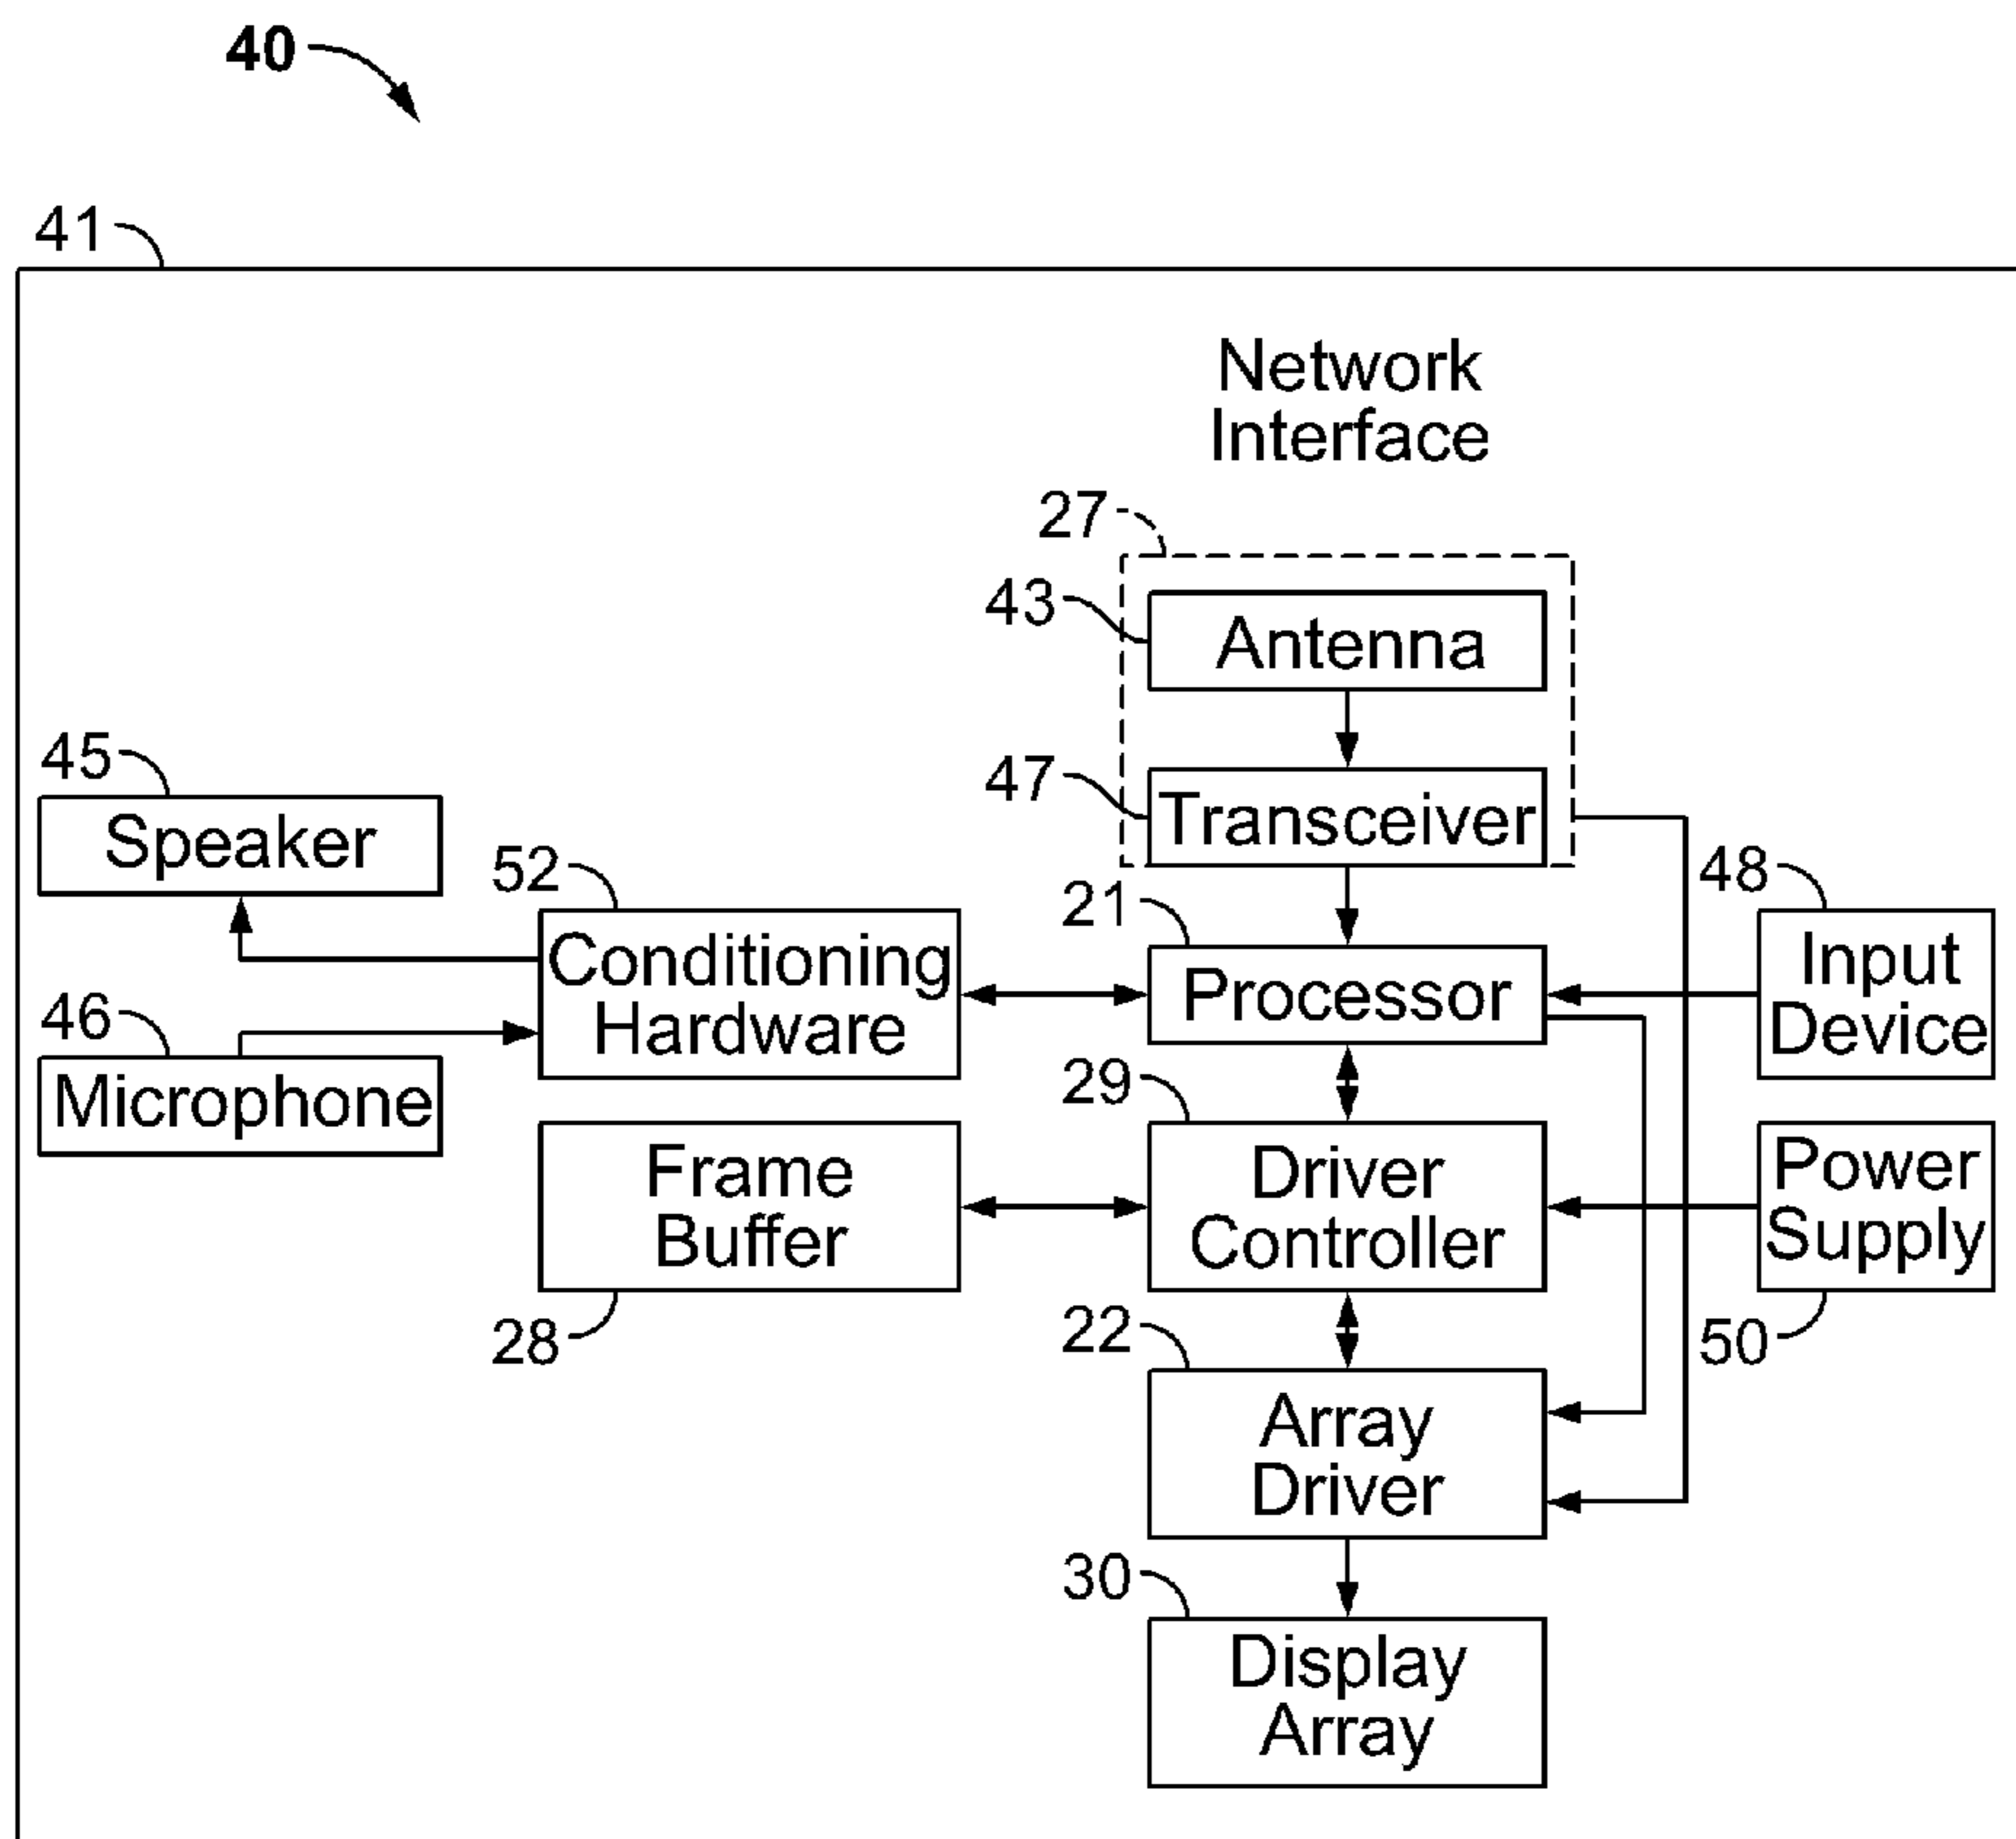 40
41
Network
Interface
27
43
Antenna
45
47
Transceiver
Speaker
52
48
21
Conditioning
Hardware
Processor
Input
Device
46
Microphone
29
Frame
Buffer
Driver
Controller
Power
Supply
28
22
50
Array
Driver
30
Display
Array